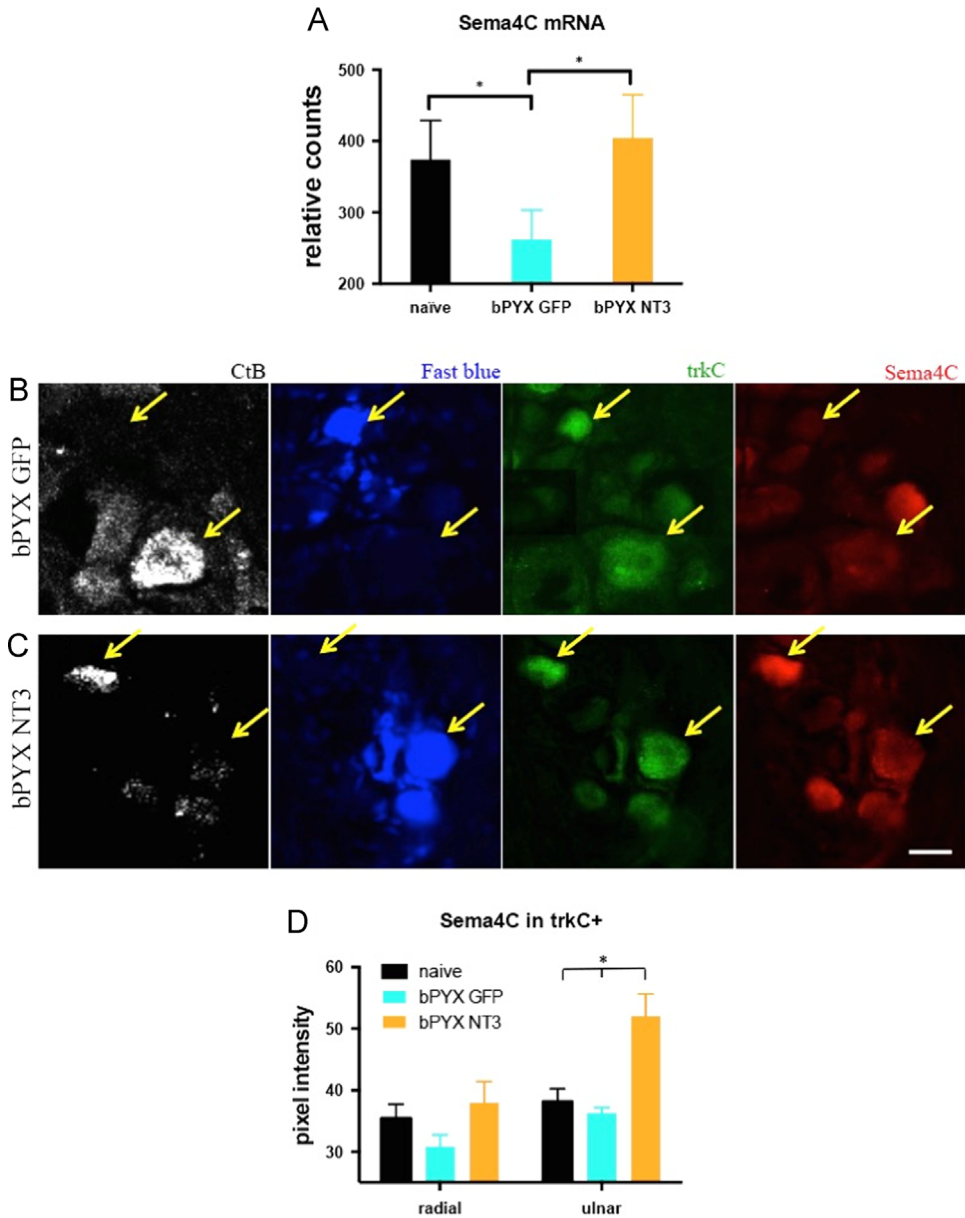 A
Sema4C mRNA
relative counts
500
400
300
200
*
*
naïve
bPYX GFP
bPYX NT3
B
CtB
Fast blue
trkC
Sema4C
bPYX GFP
C
bPYX NT3
D
Sema4C in trkC+
pixel intensity
60
50
40
30
naive
bPYX GFP
bPYX NT3
*
radial
ulnar